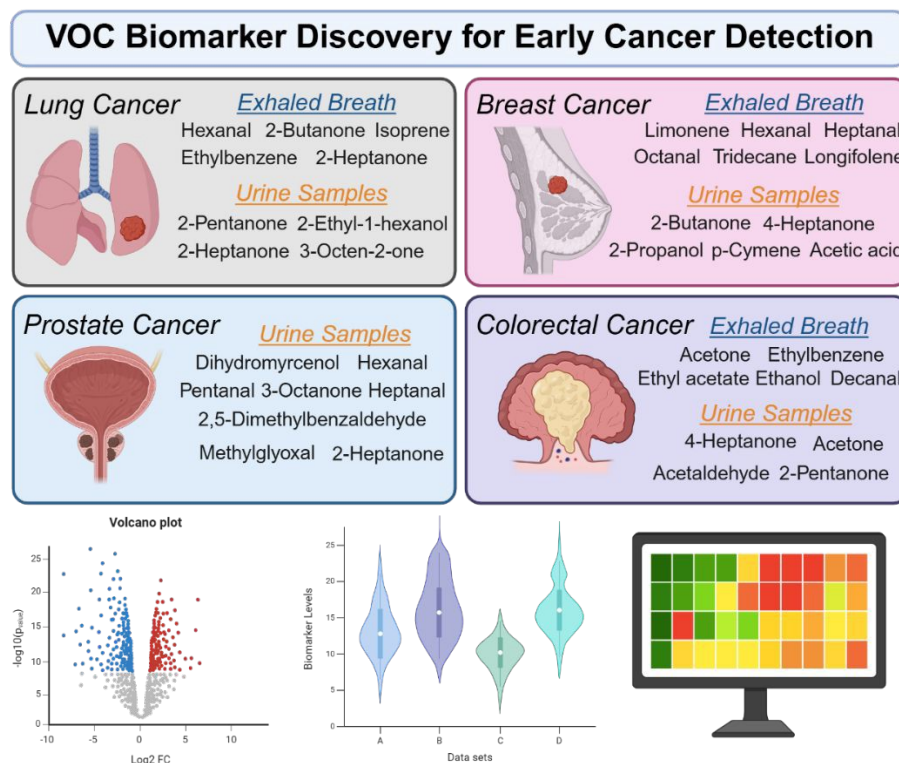 VOC Biomarker Discovery for Early Cancer Detection
Lung Cancer
Exhaled Breath
Hexanal 2-Butanone Isoprene
Ethylbenzene 2-Heptanone
Urine Samples
2-Pentanone 2-Ethyl-1-hexanol
2-Heptanone 3-Octen-2-one
Breast Cancer
Exhaled Breath
Limonene Hexanal Heptanal
Octanal Tridecane Longifolene
Urine Samples
2-Butanone 4-Heptanone
2-Propanol p-Cymene Acetic acid
Prostate Cancer
Urine Samples
Dihydromyrcenol Hexanal
Pentanal 3-Octanone Heptanal
2,5-Dimethylbenzaldehyde
Methylglyoxal 2-Heptanone
Colorectal Cancer
Exhaled Breath
Acetone Ethylbenzene
Ethyl acetate Ethanol Decanal
Urine Samples
4-Heptanone Acetone
Acetaldehyde 2-Pentanone
Volcano plot
-log10(pvalue)
25
20
15
10
5
0
-10 -5 0 5 10
Log2 FC
Biomarker Levels
25
20
15
10
5
0
A B C D
Data sets